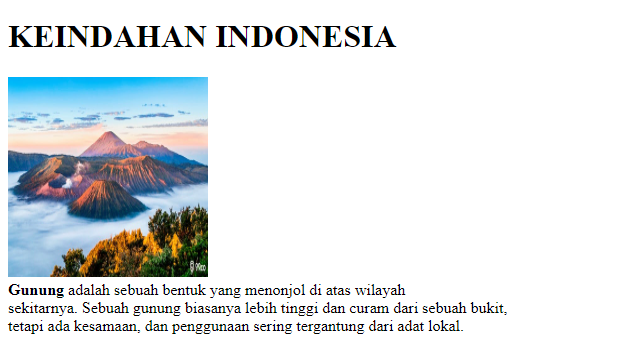 KEINDAHAN INDONESIA
Gunung adalah sebuah bentuk yang menonjol di atas wilayah
sekitarnya. Sebuah gunung biasanya lebih tinggi dan curam dari sebuah bukit,
tetapi ada kesamaan, dan penggunaan sering tergantung dari adat lokal.